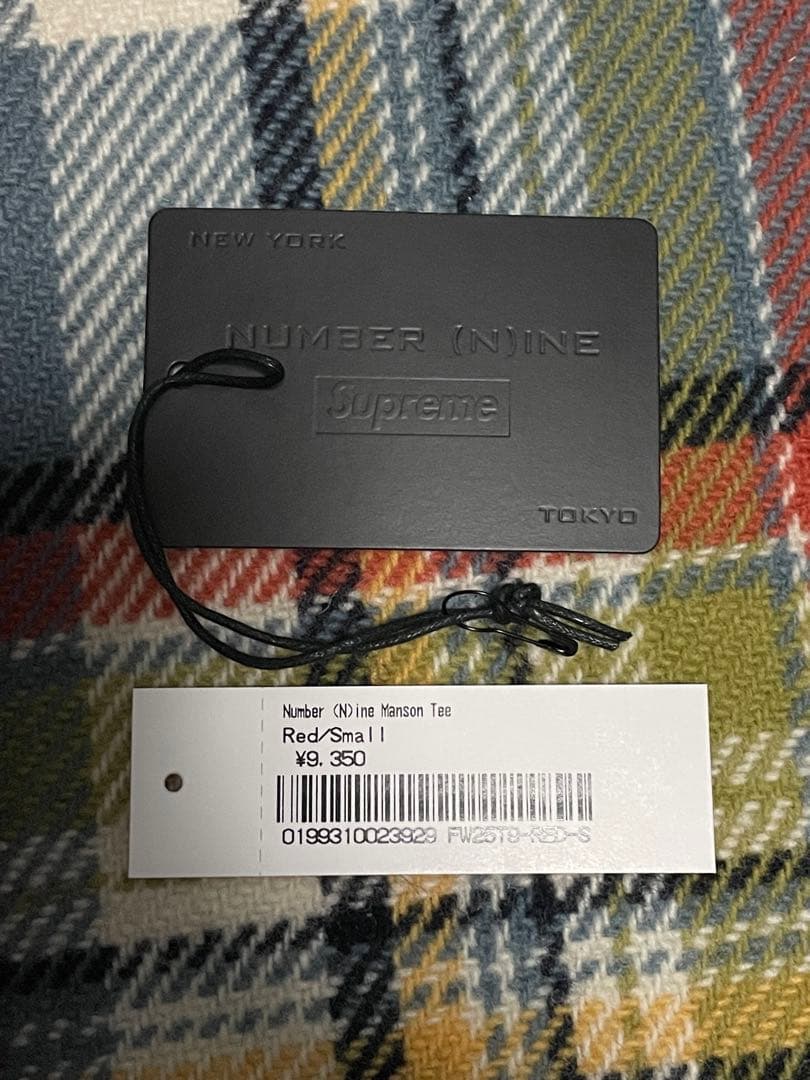 NEW YORK
NUMBER (N)INE
Supreme
TOKYO
Number (N)ine Manson Tee
Red/Small
¥9,350
0199310023929 FW25T9-RED-S